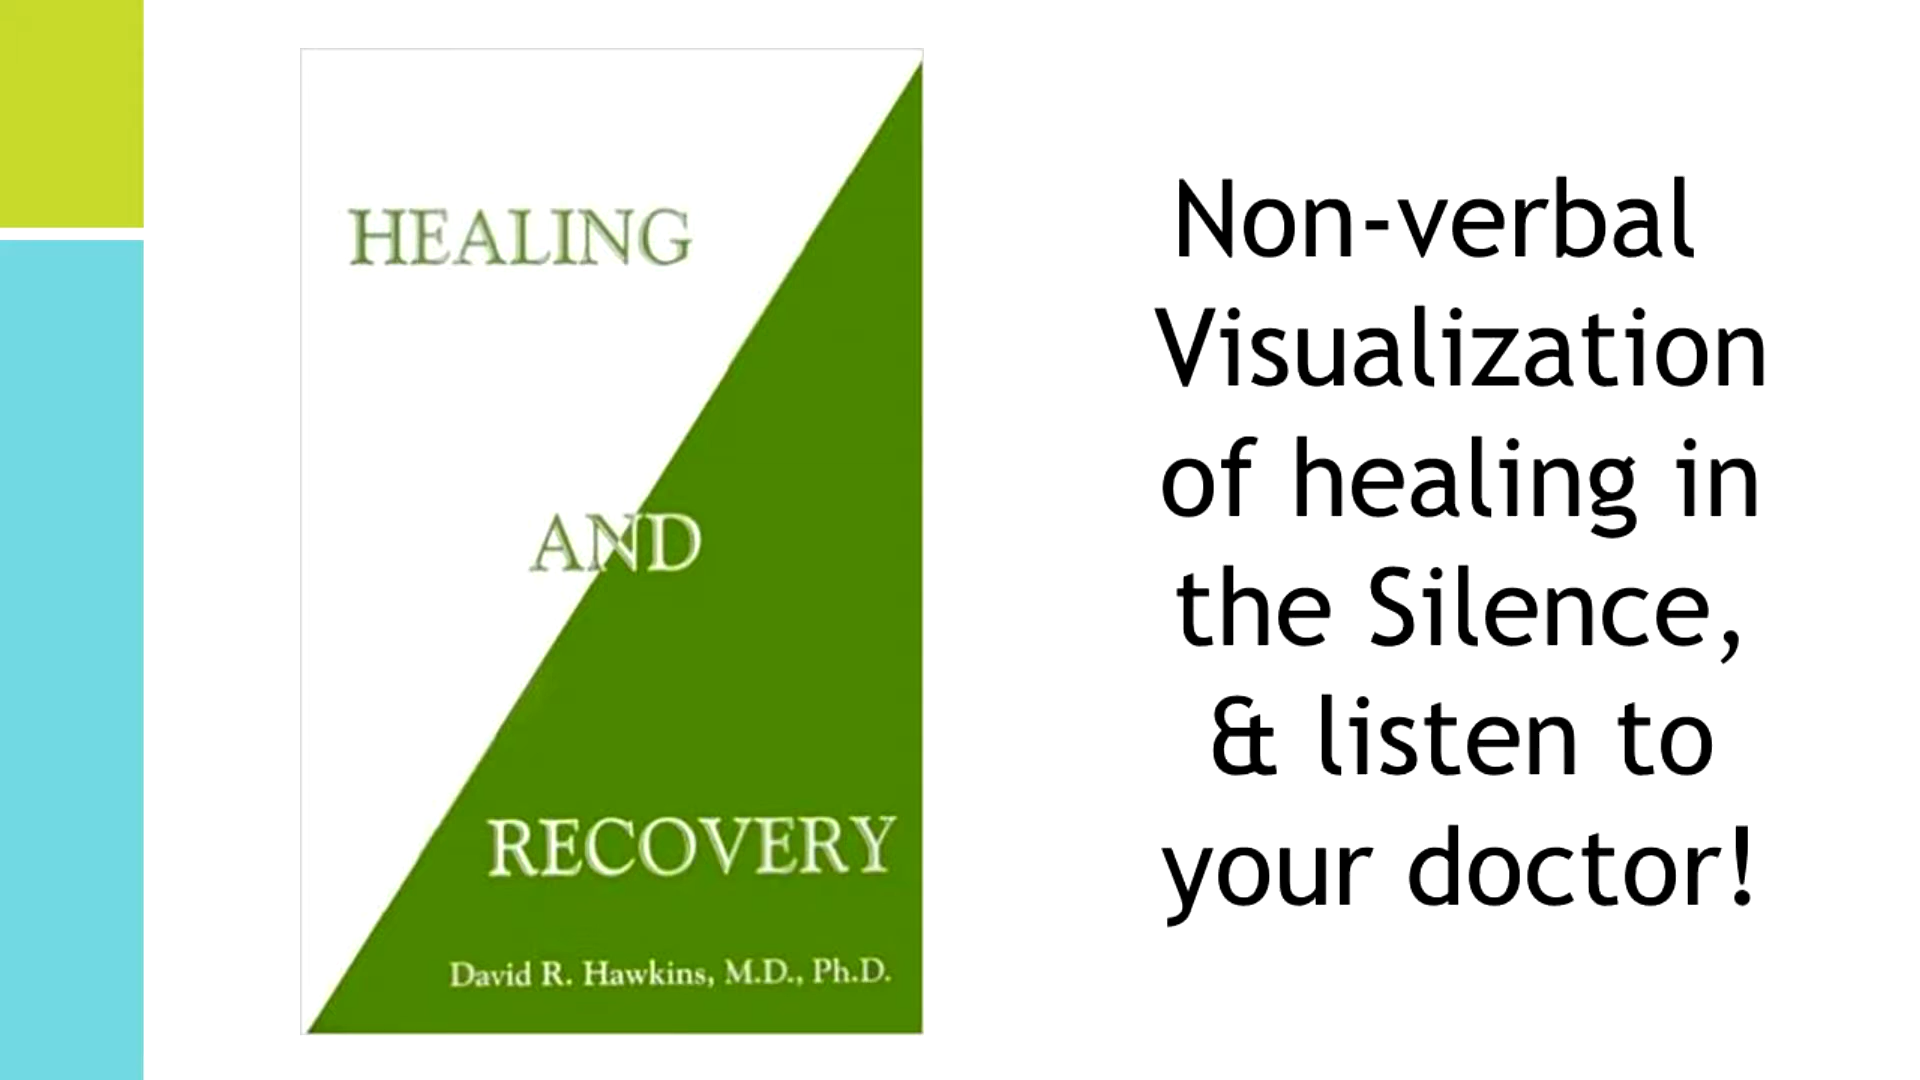 HEALING
AND
RECOVERY
David R. Hawkins, M.D., Ph.D.
Non-verbal
Visualization
of healing in
the Silence,
& listen to
your doctor!